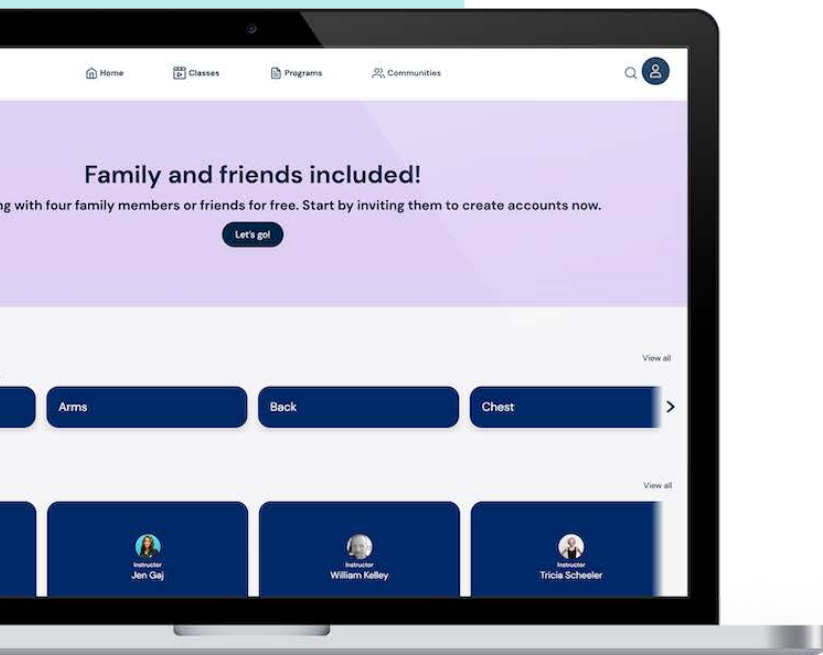 Home Classes Programs Communities
Family and friends included!
with four family members or friends for free. Start by inviting them to create accounts now.
Let's go!
View all
Arms Back Chest
View all
Instructor Instructor Instructor
Jen Gaj William Kelley Tricia Scheeler